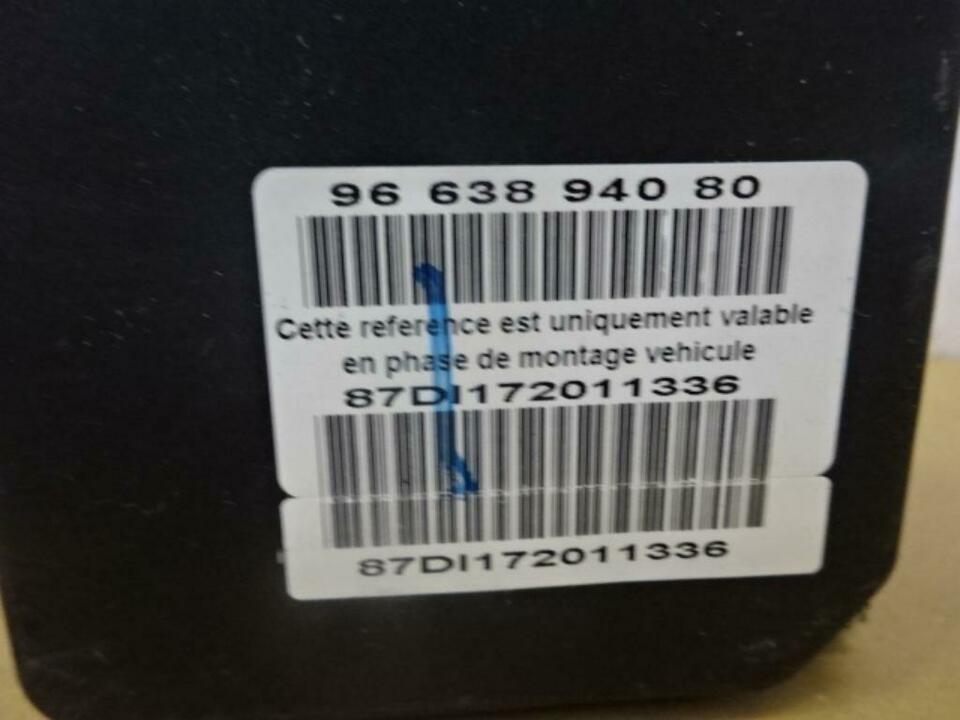 96 638 940 80
Cette reference est uniquement valable
en phase de montage vehicule
87DI172011336
87DI172011336